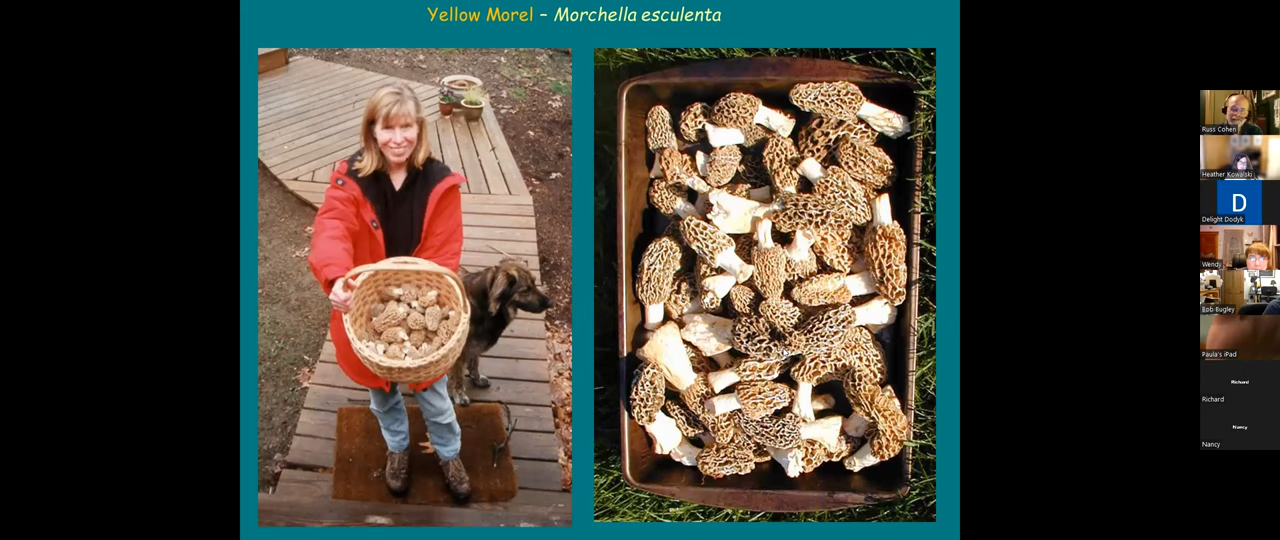 Yellow Morel – Morchella esculenta
Russ Cohen
Heather Kowalski
D
Delight Dodyk
Wendy
Bob Bugley
Paula's iPad
Richard
Richard
Nancy
Nancy